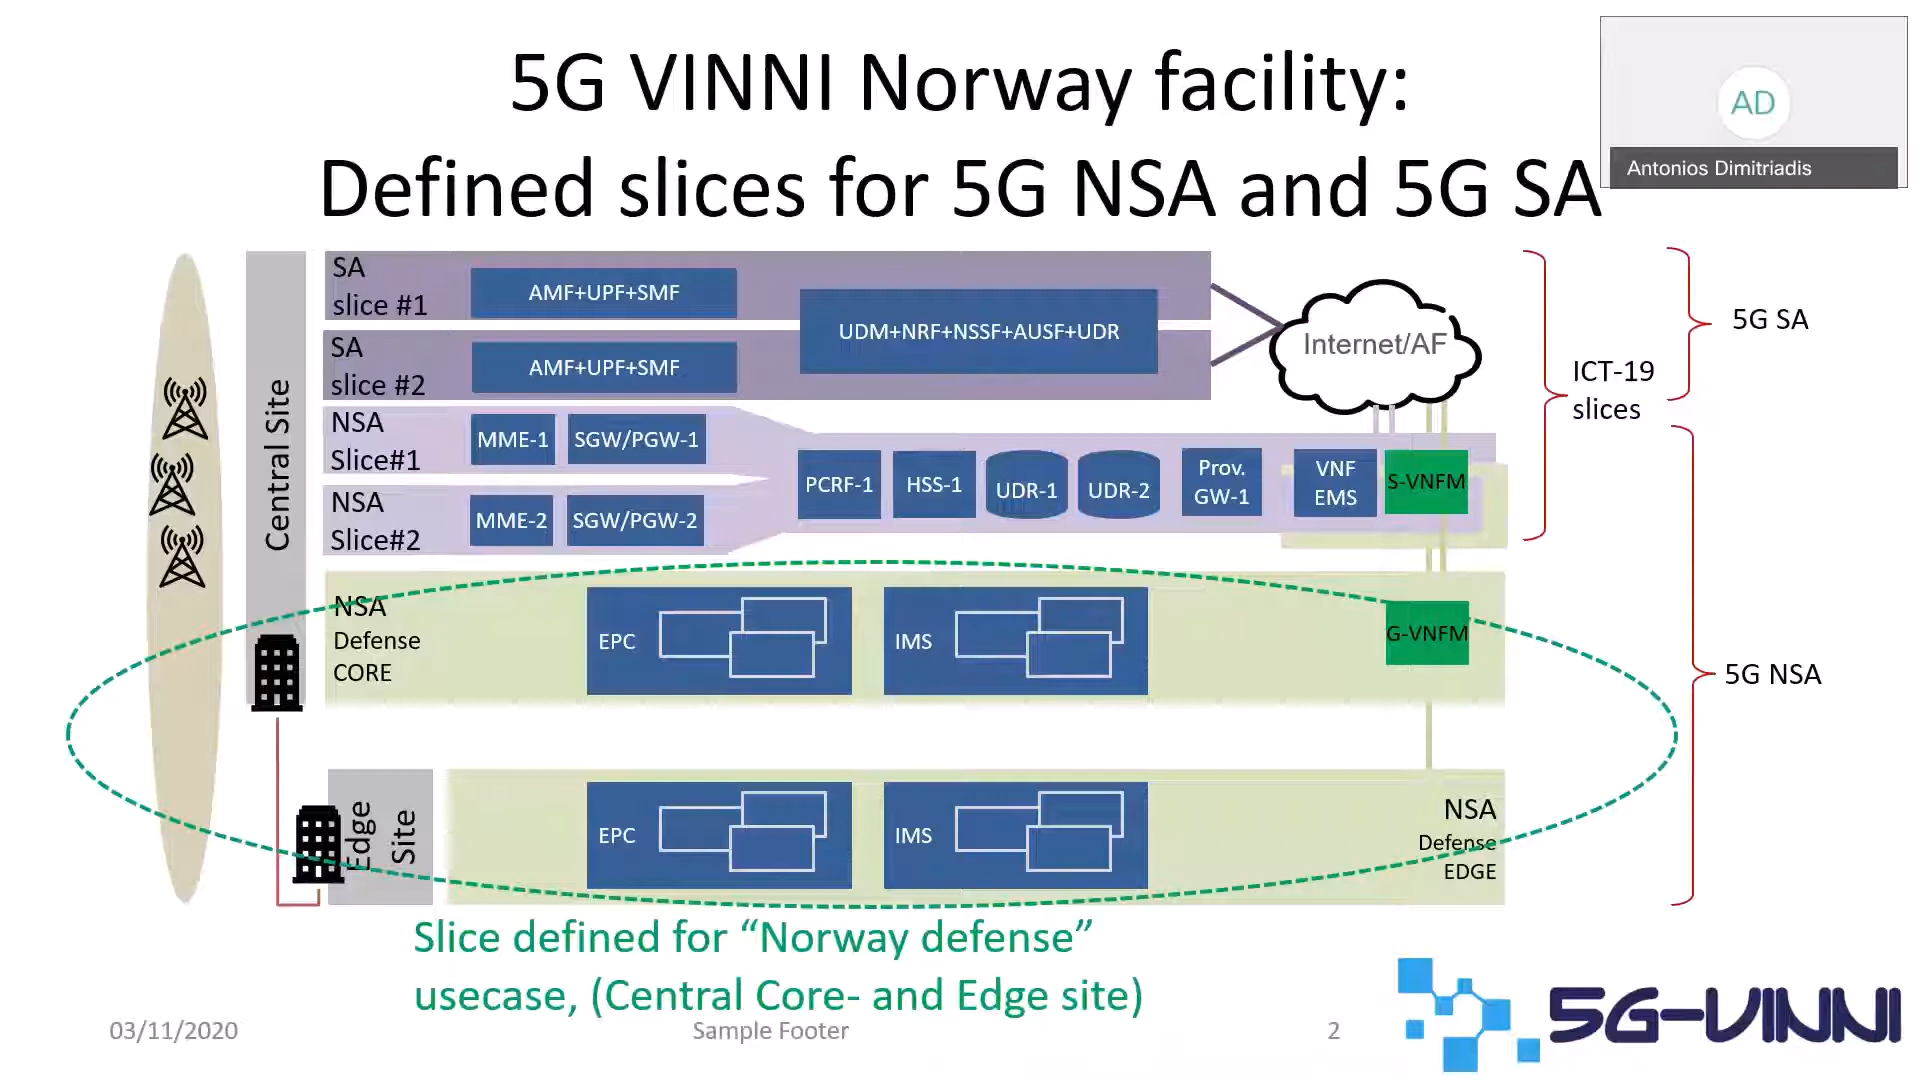 5G VINNI Norway facility:
Defined slices for 5G NSA and 5G SA
AD
Antonios Dimitriadis
Central Site
SA
slice #1
AMF+UPF+SMF
SA
slice #2
AMF+UPF+SMF
UDM+NRF+NSSF+AUSF+UDR
Internet/AF
ICT-19
slices
5G SA
NSA
Slice#1
MME-1
SGW/PGW-1
NSA
Slice#2
MME-2
SGW/PGW-2
PCRF-1
HSS-1
UDR-1
UDR-2
Prov.
GW-1
VNF
EMS
S-VNFM
NSA
Defense
CORE
EPC
IMS
G-VNFM
5G NSA
Edge
Site
EPC
IMS
NSA
Defense
EDGE
Slice defined for “Norway defense”
usecase, (Central Core- and Edge site)
03/11/2020
Sample Footer
2
5G-VINNI